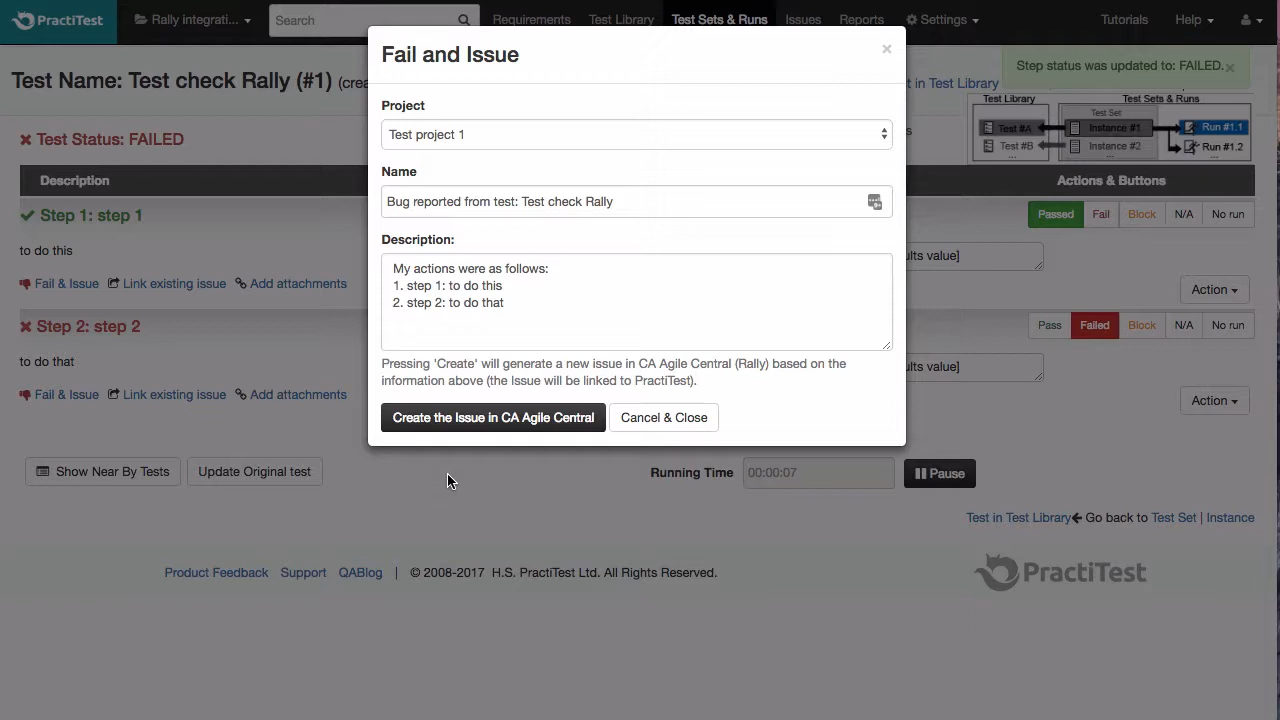 PractiTest
Rally integrati...
Search
Requirements
Test Library
Test Sets & Runs
Issues
Reports
Settings
Tutorials
Help
Fail and Issue
×
Step status was updated to: FAILED. ×
Test Name: Test check Rally (#1) (crea
t in Test Library
Test Library
Test Sets & Runs
Test Set
Test #A
Instance #1
Run #1.1
Test #B
Instance #2
Run #1.2
...
...
...
Project
Test project 1
Test Status: FAILED
s
Name
Description
Actions & Buttons
Bug reported from test: Test check Rally
Step 1: step 1
Passed
Fail
Block
N/A
No run
Description:
to do this
ults value]
My actions were as follows:
1. step 1: to do this
2. step 2: to do that
Fail & Issue
Link existing issue
Add attachments
Action
Step 2: step 2
Pass
Failed
Block
N/A
No run
to do that
ults value]
Pressing 'Create' will generate a new issue in CA Agile Central (Rally) based on the
information above (the Issue will be linked to PractiTest).
Fail & Issue
Link existing issue
Add attachments
Action
Create the Issue in CA Agile Central
Cancel & Close
Show Near By Tests
Update Original test
Running Time
00:00:07
Pause
Test in Test Library
Go back to Test Set | Instance
Product Feedback
Support
QABlog
| © 2008-2017 H.S. PractiTest Ltd. All Rights Reserved.
PractiTest